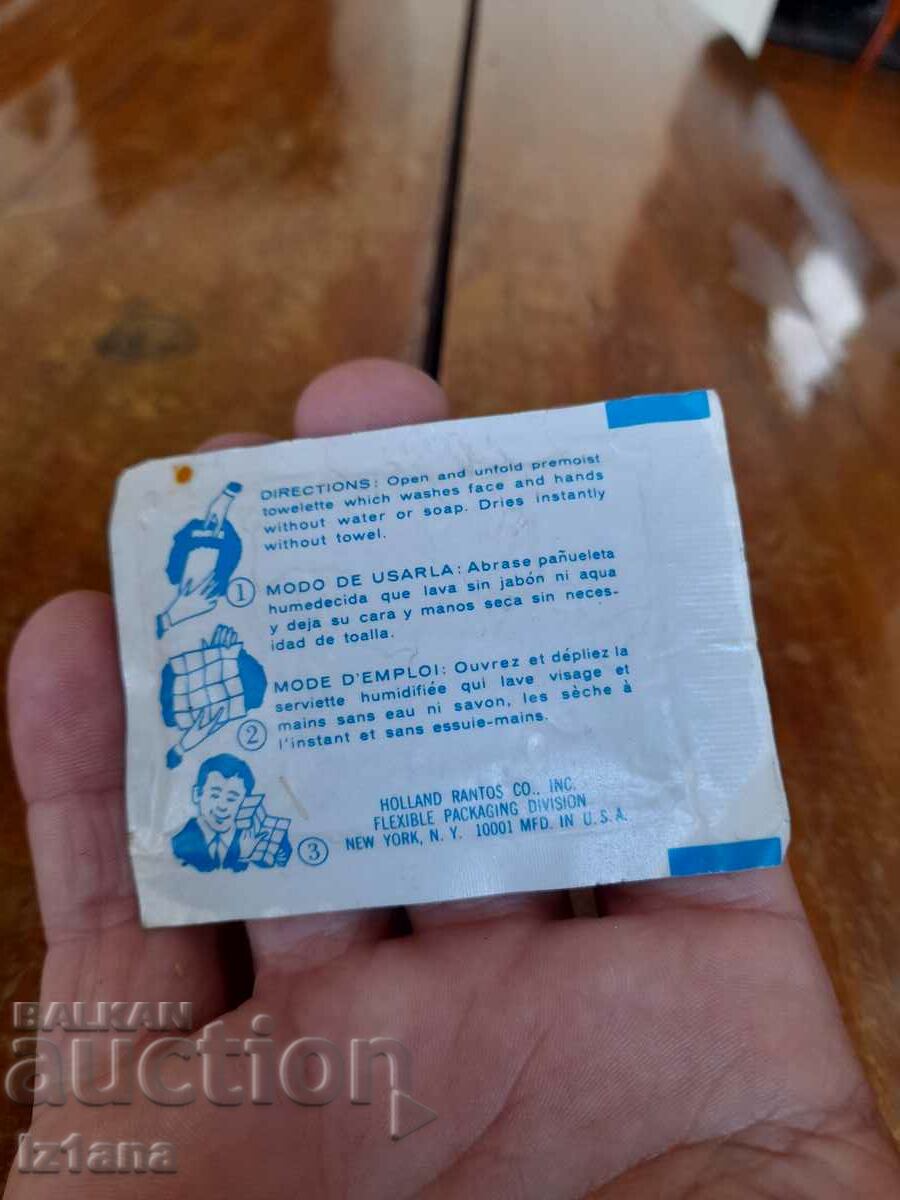 DIRECTIONS: Open and unfold premoist
towelette which washes face and hands
without water or soap. Dries instantly
without towel.
1
MODO DE USARLA: Abrase pañueleta
humedecida que lava sin jabón ni aqua
y deja su cara y manos seca sin neces-
idad de toalla.
2
MODE D'EMPLOI: Ouvrez et dépliez la
serviette humidifiée qui lave visage et
mains sans eau ni savon, les sèche à
l'instant et sans essuie-mains.
3
HOLLAND RANTOS CO., INC.
FLEXIBLE PACKAGING DIVISION
NEW YORK, N. Y. 10001 MFD. IN U.S.A.
BALKAN
auction
iz1ana